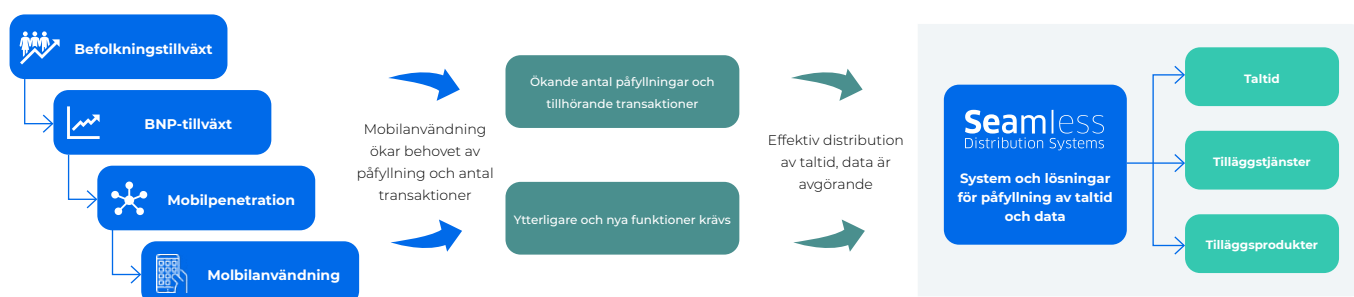 Befolkningstillväxt
BNP-tillväxt
Mobilpenetration
Molbilanvändning
Mobilanvändning
ökar behovet av
påfyllning och antal
transaktioner
Ökande antal påfyllningar och
tillhörande transaktioner
Ytterligare och nya funktioner krävs
Effektiv distribution
av taltid, data är
avgörande
Seamless
Distribution Systems
System och lösningar
för påfyllning av taltid
och data
Taltid
Tilläggstjänster
Tilläggsprodukter